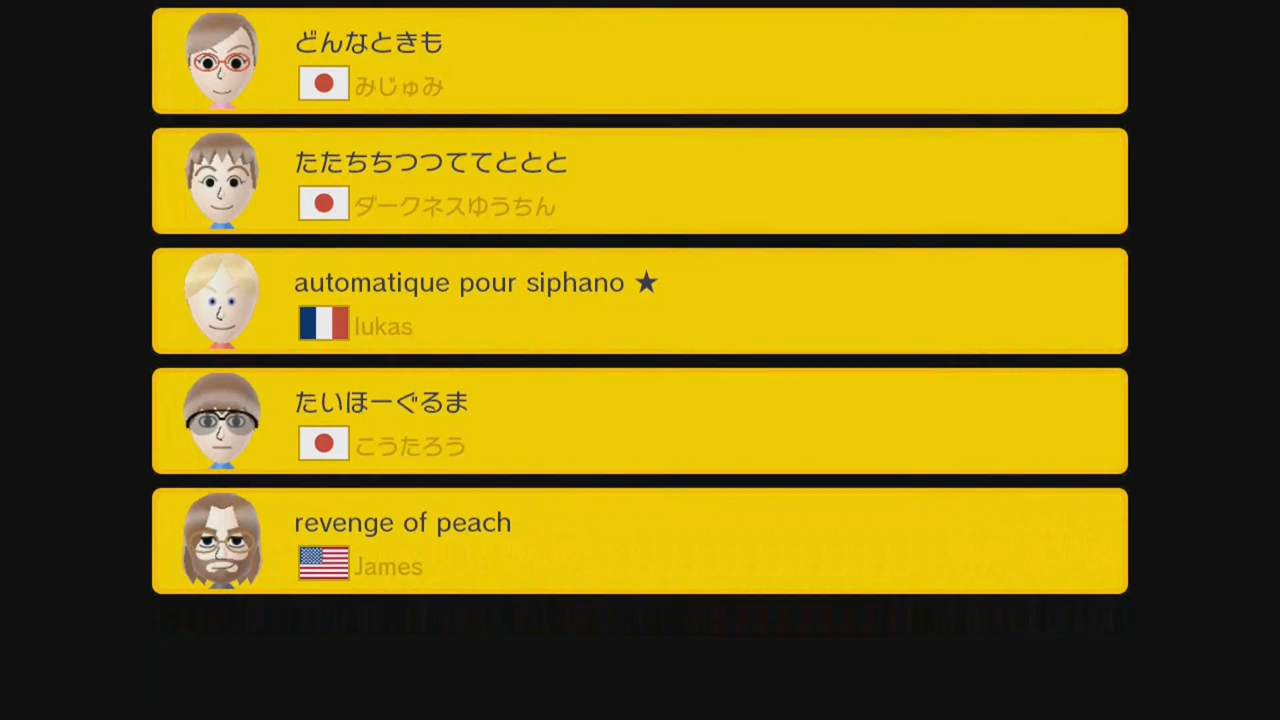 どんなときも
みじゅみ
たたちちつつててととと
ダークネスゆうちん
automatique pour siphano ★
lukas
たいほーぐるま
こうたろう
revenge of peach
James